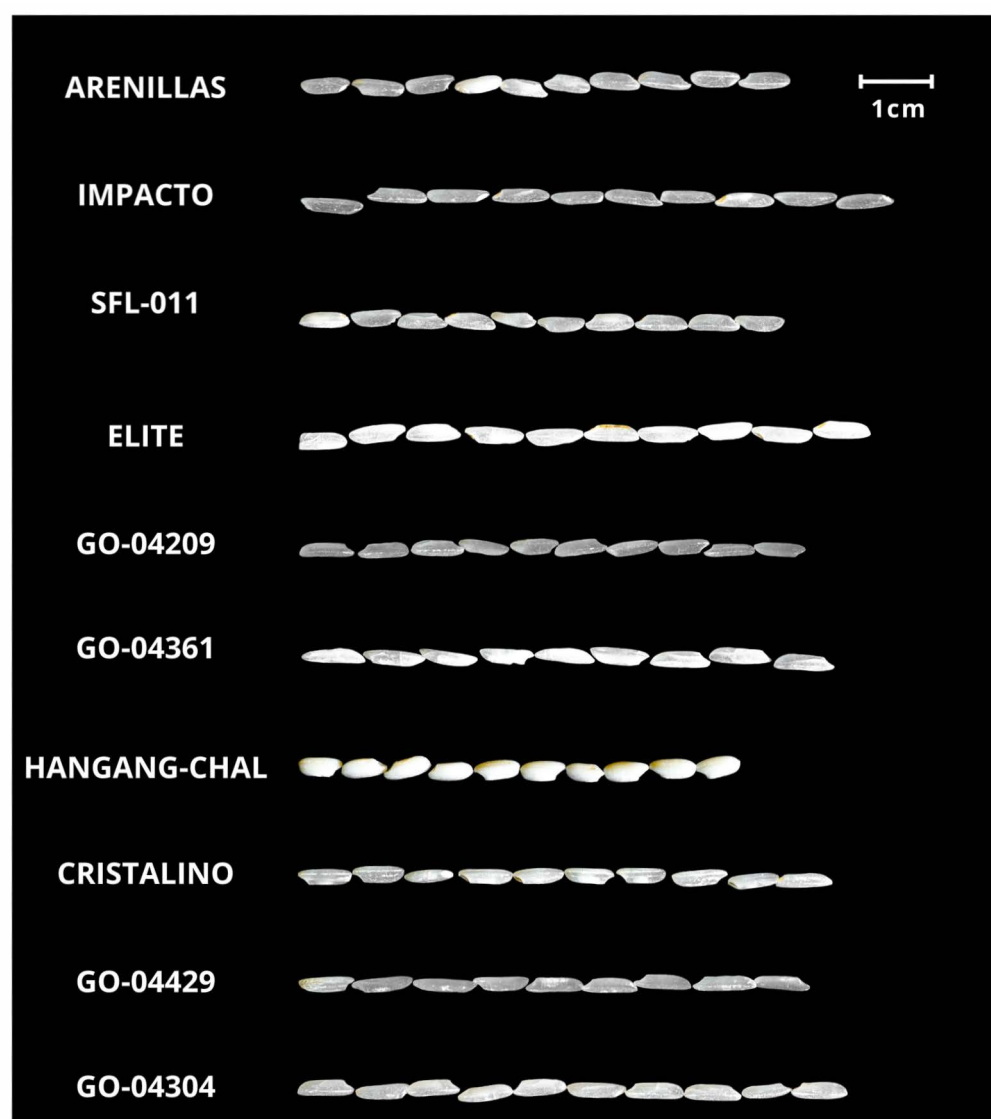 ARENILLAS
1cm
IMPACTO
SFL-011
ELITE
GO-04209
GO-04361
HANGANG-CHAL
CRISTALINO
GO-04429
GO-04304